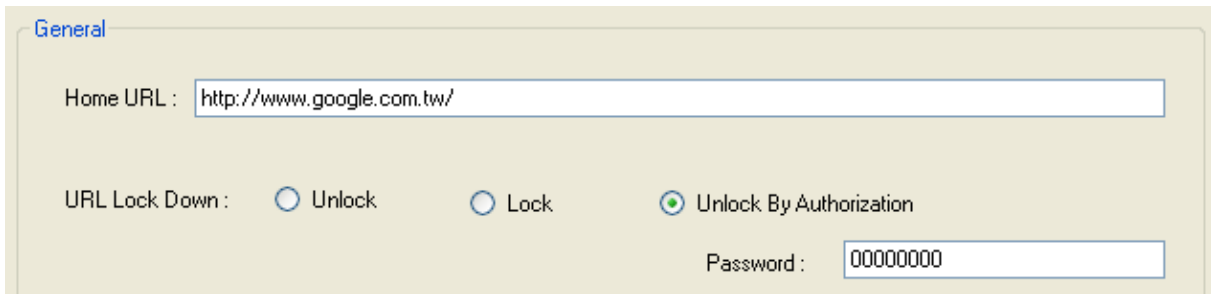 General
Home URL : http://www.google.com.tw/
URL Lock Down : Unlock Lock Unlock By Authorization
Password : 00000000